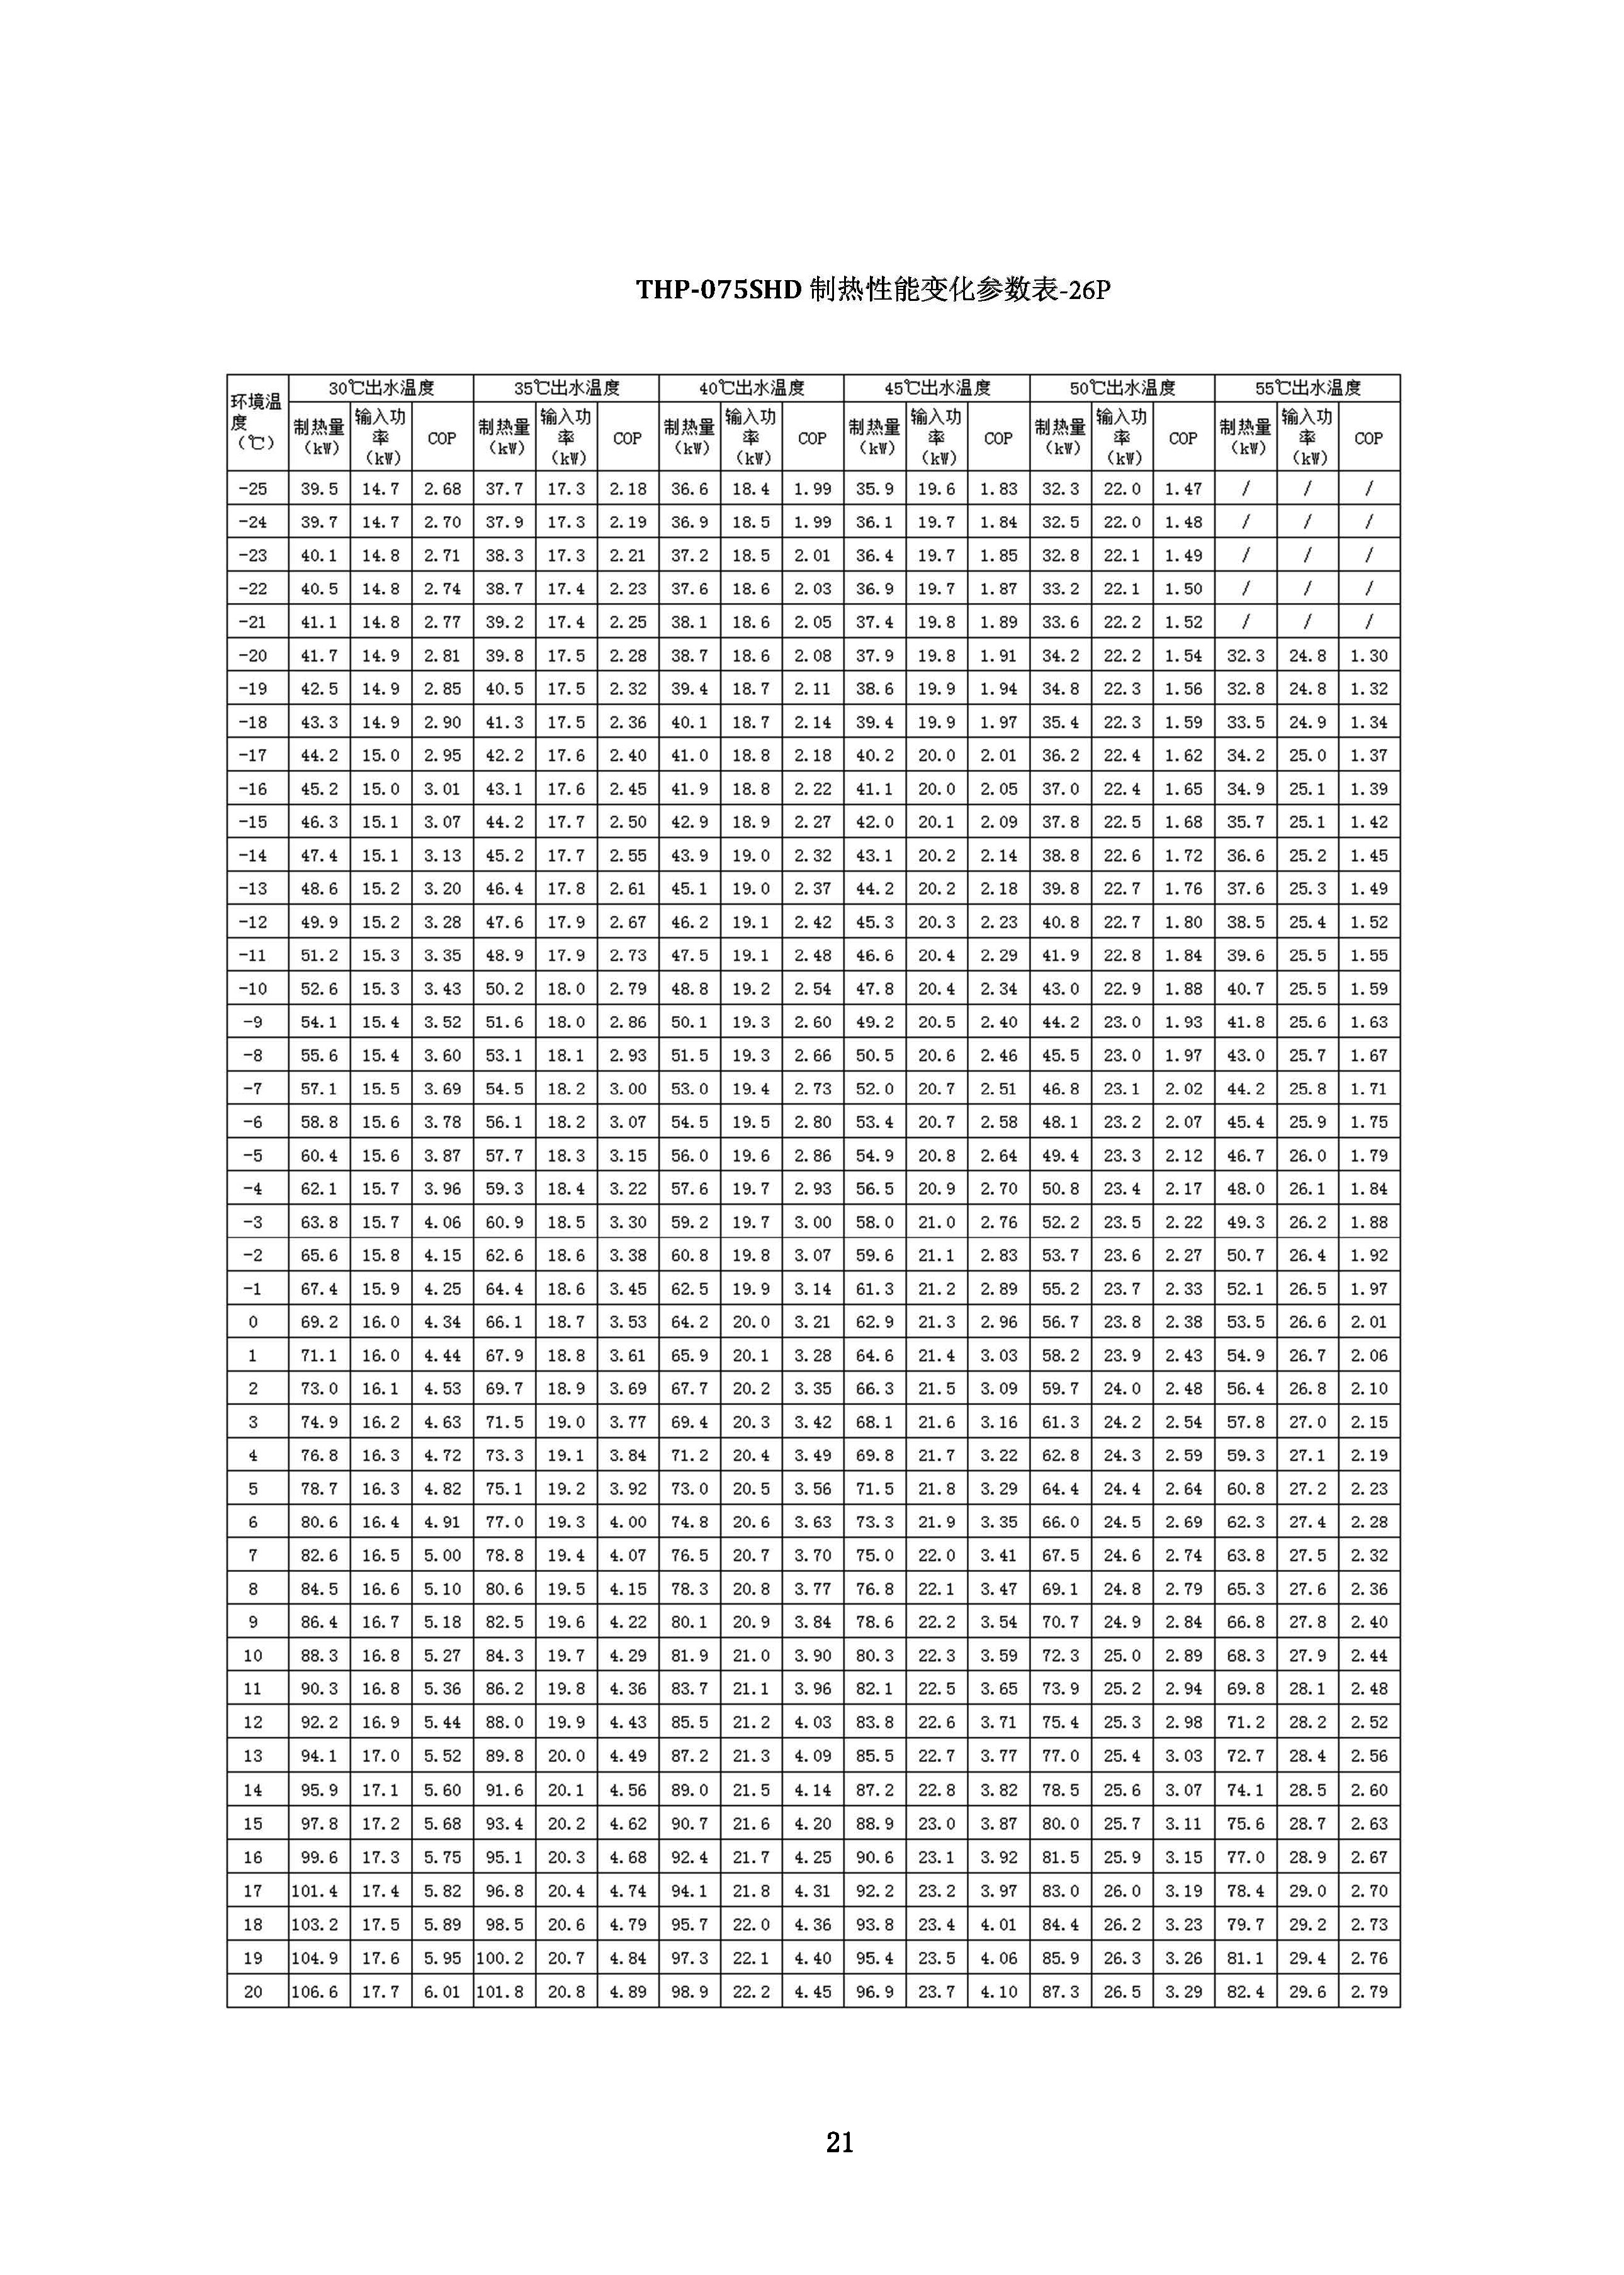 THP-075SHD 制热性能变化参数表-26P
环境温度（℃） 30℃出水温度 35℃出水温度 40℃出水温度 45℃出水温度 50℃出水温度 55℃出水温度
制热量（kW） 输入功率（kW） COP 制热量（kW） 输入功率（kW） COP 制热量（kW） 输入功率（kW） COP 制热量（kW） 输入功率（kW） COP 制热量（kW） 输入功率（kW） COP 制热量（kW） 输入功率（kW） COP
-25 39.5 14.7 2.68 37.7 17.3 2.18 36.6 18.4 1.99 35.9 19.6 1.83 32.3 22.0 1.47 / / /
-24 39.7 14.7 2.70 37.9 17.3 2.19 36.9 18.5 1.99 36.1 19.7 1.84 32.5 22.0 1.48 / / /
-23 40.1 14.8 2.71 38.3 17.3 2.21 37.2 18.5 2.01 36.4 19.7 1.85 32.8 22.1 1.49 / / /
-22 40.5 14.8 2.74 38.7 17.4 2.23 37.6 18.6 2.03 36.9 19.7 1.87 33.2 22.1 1.50 / / /
-21 41.1 14.8 2.77 39.2 17.4 2.25 38.1 18.6 2.05 37.4 19.8 1.89 33.6 22.2 1.52 / / /
-20 41.7 14.9 2.81 39.8 17.5 2.28 38.7 18.6 2.08 37.9 19.8 1.91 34.2 22.2 1.54 32.3 24.8 1.30
-19 42.5 14.9 2.85 40.5 17.5 2.32 39.4 18.7 2.11 38.6 19.9 1.94 34.8 22.3 1.56 32.8 24.8 1.32
-18 43.3 14.9 2.90 41.3 17.5 2.36 40.1 18.7 2.14 39.4 19.9 1.97 35.4 22.3 1.59 33.5 24.9 1.34
-17 44.2 15.0 2.95 42.2 17.6 2.40 41.0 18.8 2.18 40.2 20.0 2.01 36.2 22.4 1.62 34.2 25.0 1.37
-16 45.2 15.0 3.01 43.1 17.6 2.45 41.9 18.8 2.22 41.1 20.0 2.05 37.0 22.4 1.65 34.9 25.1 1.39
-15 46.3 15.1 3.07 44.2 17.7 2.50 42.9 18.9 2.27 42.0 20.1 2.09 37.8 22.5 1.68 35.7 25.1 1.42
-14 47.4 15.1 3.13 45.2 17.7 2.55 43.9 19.0 2.32 43.1 20.2 2.14 38.8 22.6 1.72 36.6 25.2 1.45
-13 48.6 15.2 3.20 46.4 17.8 2.61 45.1 19.0 2.37 44.2 20.2 2.18 39.8 22.7 1.76 37.6 25.3 1.49
-12 49.9 15.2 3.28 47.6 17.9 2.67 46.2 19.1 2.42 45.3 20.3 2.23 40.8 22.7 1.80 38.5 25.4 1.52
-11 51.2 15.3 3.35 48.9 17.9 2.73 47.5 19.1 2.48 46.6 20.4 2.29 41.9 22.8 1.84 39.6 25.5 1.55
-10 52.6 15.3 3.43 50.2 18.0 2.79 48.8 19.2 2.54 47.8 20.4 2.34 43.0 22.9 1.88 40.7 25.5 1.59
-9 54.1 15.4 3.52 51.6 18.0 2.86 50.1 19.3 2.60 49.2 20.5 2.40 44.2 23.0 1.93 41.8 25.6 1.63
-8 55.6 15.4 3.60 53.1 18.1 2.93 51.5 19.3 2.66 50.5 20.6 2.46 45.5 23.0 1.97 43.0 25.7 1.67
-7 57.1 15.5 3.69 54.5 18.2 3.00 53.0 19.4 2.73 52.0 20.7 2.51 46.8 23.1 2.02 44.2 25.8 1.71
-6 58.8 15.6 3.78 56.1 18.2 3.07 54.5 19.5 2.80 53.4 20.7 2.58 48.1 23.2 2.07 45.4 25.9 1.75
-5 60.4 15.6 3.87 57.7 18.3 3.15 56.0 19.6 2.86 54.9 20.8 2.64 49.4 23.3 2.12 46.7 26.0 1.79
-4 62.1 15.7 3.96 59.3 18.4 3.22 57.6 19.7 2.93 56.5 20.9 2.70 50.8 23.4 2.17 48.0 26.1 1.84
-3 63.8 15.7 4.06 60.9 18.5 3.30 59.2 19.7 3.00 58.0 21.0 2.76 52.2 23.5 2.22 49.3 26.2 1.88
-2 65.6 15.8 4.15 62.6 18.6 3.38 60.8 19.8 3.07 59.6 21.1 2.83 53.7 23.6 2.27 50.7 26.4 1.92
-1 67.4 15.9 4.25 64.4 18.6 3.45 62.5 19.9 3.14 61.3 21.2 2.89 55.2 23.7 2.33 52.1 26.5 1.97
0 69.2 16.0 4.34 66.1 18.7 3.53 64.2 20.0 3.21 62.9 21.3 2.96 56.7 23.8 2.38 53.5 26.6 2.01
1 71.1 16.0 4.44 67.9 18.8 3.61 65.9 20.1 3.28 64.6 21.4 3.03 58.2 23.9 2.43 54.9 26.7 2.06
2 73.0 16.1 4.53 69.7 18.9 3.69 67.7 20.2 3.35 66.3 21.5 3.09 59.7 24.0 2.48 56.4 26.8 2.10
3 74.9 16.2 4.63 71.5 19.0 3.77 69.4 20.3 3.42 68.1 21.6 3.16 61.3 24.2 2.54 57.8 27.0 2.15
4 76.8 16.3 4.72 73.3 19.1 3.84 71.2 20.4 3.49 69.8 21.7 3.22 62.8 24.3 2.59 59.3 27.1 2.19
5 78.7 16.3 4.82 75.1 19.2 3.92 73.0 20.5 3.56 71.5 21.8 3.29 64.4 24.4 2.64 60.8 27.2 2.23
6 80.6 16.4 4.91 77.0 19.3 4.00 74.8 20.6 3.63 73.3 21.9 3.35 66.0 24.5 2.69 62.3 27.4 2.28
7 82.6 16.5 5.00 78.8 19.4 4.07 76.5 20.7 3.70 75.0 22.0 3.41 67.5 24.6 2.74 63.8 27.5 2.32
8 84.5 16.6 5.10 80.6 19.5 4.15 78.3 20.8 3.77 76.8 22.1 3.47 69.1 24.8 2.79 65.3 27.6 2.36
9 86.4 16.7 5.18 82.5 19.6 4.22 80.1 20.9 3.84 78.6 22.2 3.54 70.7 24.9 2.84 66.8 27.8 2.40
10 88.3 16.8 5.27 84.3 19.7 4.29 81.9 21.0 3.90 80.3 22.3 3.59 72.3 25.0 2.89 68.3 27.9 2.44
11 90.3 16.8 5.36 86.2 19.8 4.36 83.7 21.1 3.96 82.1 22.5 3.65 73.9 25.2 2.94 69.8 28.1 2.48
12 92.2 16.9 5.44 88.0 19.9 4.43 85.5 21.2 4.03 83.8 22.6 3.71 75.4 25.3 2.98 71.2 28.2 2.52
13 94.1 17.0 5.52 89.8 20.0 4.49 87.2 21.3 4.09 85.5 22.7 3.77 77.0 25.4 3.03 72.7 28.4 2.56
14 95.9 17.1 5.60 91.6 20.1 4.56 89.0 21.5 4.14 87.2 22.8 3.82 78.5 25.6 3.07 74.1 28.5 2.60
15 97.8 17.2 5.68 93.4 20.2 4.62 90.7 21.6 4.20 88.9 23.0 3.87 80.0 25.7 3.11 75.6 28.7 2.63
16 99.6 17.3 5.75 95.1 20.3 4.68 92.4 21.7 4.25 90.6 23.1 3.92 81.5 25.9 3.15 77.0 28.9 2.67
17 101.4 17.4 5.82 96.8 20.4 4.74 94.1 21.8 4.31 92.2 23.2 3.97 83.0 26.0 3.19 78.4 29.0 2.70
18 103.2 17.5 5.89 98.5 20.6 4.79 95.7 22.0 4.36 93.8 23.4 4.01 84.4 26.2 3.23 79.7 29.2 2.73
19 104.9 17.6 5.95 100.2 20.7 4.84 97.3 22.1 4.40 95.4 23.5 4.06 85.9 26.3 3.26 81.1 29.4 2.76
20 106.6 17.7 6.01 101.8 20.8 4.89 98.9 22.2 4.45 96.9 23.7 4.10 87.3 26.5 3.29 82.4 29.6 2.79
21